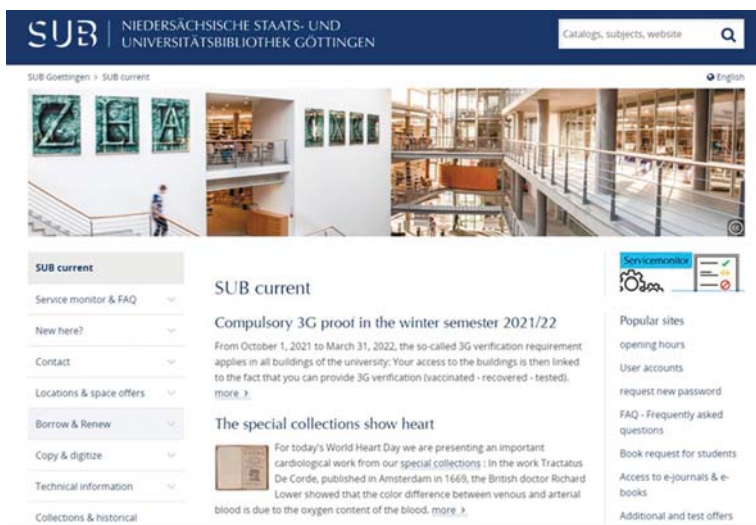 SUB
NIEDERSÄCHSISCHE STAATS- UND
UNIVERSITÄTSBIBLIOTHEK GÖTTINGEN
Catalogs, subjects, website
SUB Goettingen > SUB current
English
Z H A
cc
SUB current
Service monitor & FAQ
New here?
Contact
Locations & space offers
Borrow & Renew
Copy & digitize
Technical information
Collections & historical
SUB current
Compulsory 3G proof in the winter semester 2021/22
From October 1, 2021 to March 31, 2022, the so-called 3G verification requirement
applies in all buildings of the university: Your access to the buildings is then linked
to the fact that you can provide 3G verification (vaccinated - recovered - tested).
more >
The special collections show heart
For today's World Heart Day we are presenting an important
cardiological work from our special collections : In the work Tractatus
De Corde, published in Amsterdam in 1669, the British doctor Richard
Lower showed that the color difference between venous and arterial
blood is due to the oxygen content of the blood. more >
Servicemonitor
Popular sites
opening hours
User accounts
request new password
FAQ - Frequently asked
questions
Book request for students
Access to e-journals & e-
books
Additional and test offers